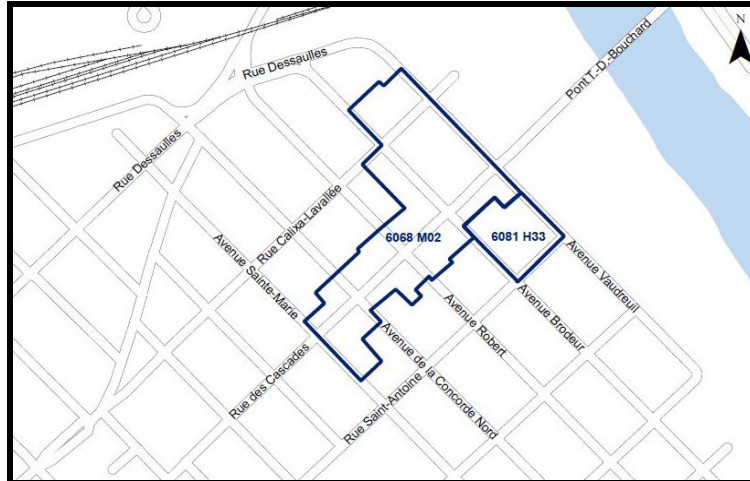 N
Rue Dessaulles
Pont T.-D.-Bouchard
Rue Dessaulles
Rue Calixa-Lavallée
Avenue Sainte-Marie
6068 M02
6081 H33
Avenue Vaudreuil
Avenue Brodeur
Avenue Robert
Avenue de la Concorde Nord
Rue des Cascades
Rue Saint-Antoine